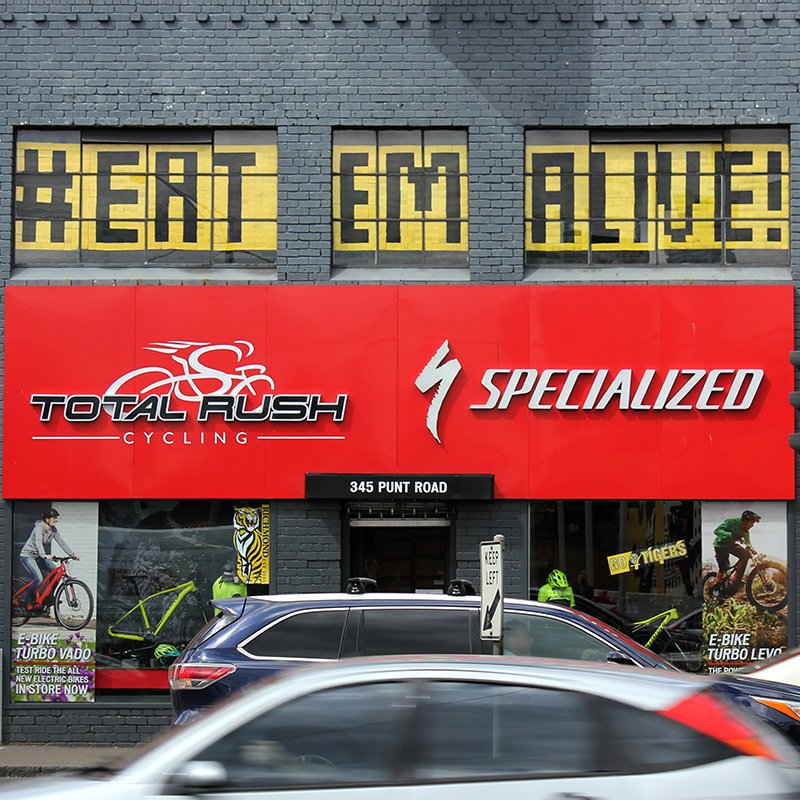 #EAT EM ALIVE!
TOTAL RUSH
CYCLING
SPECIALIZED
345 PUNT ROAD
RICHMOND
GO TIGERS
KEEP
LEFT
E-BIKE
TURBO VADO
TEST RIDE THE ALL
NEW ELECTRIC BIKES
IN STORE NOW
E-BIKE
TURBO LEVO